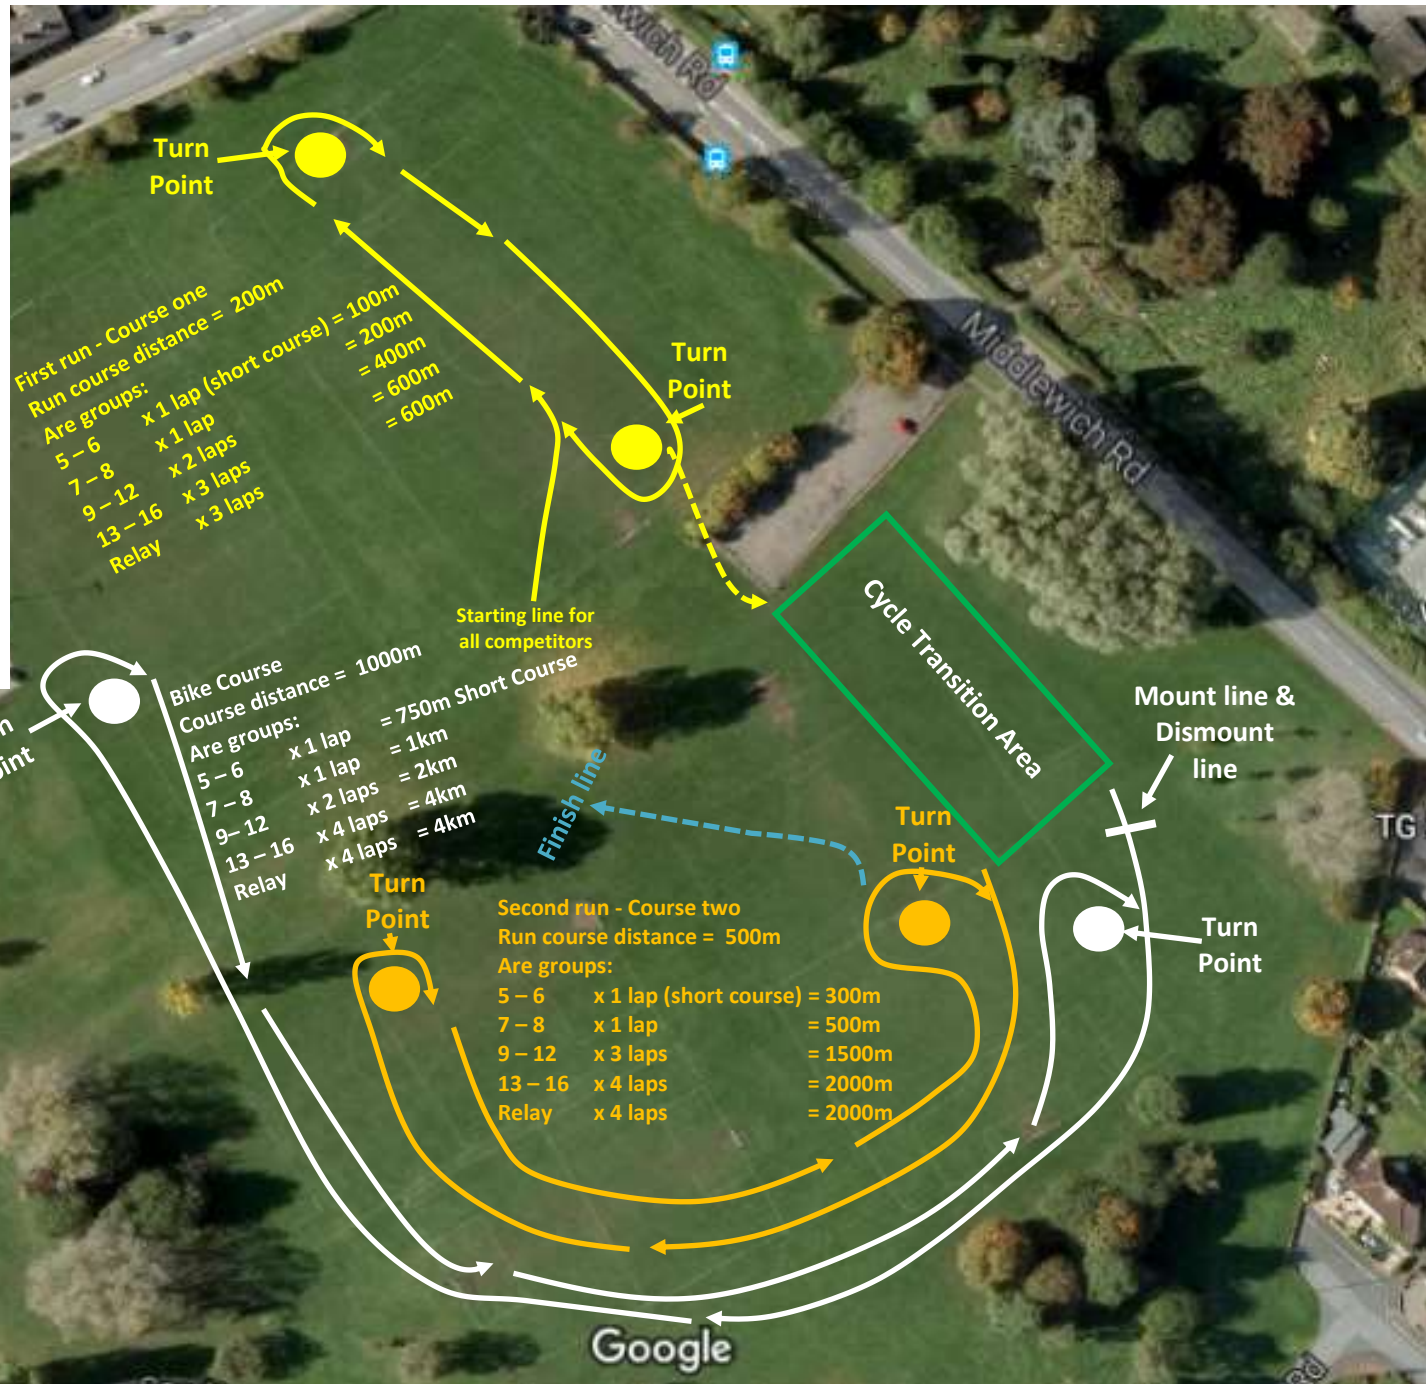 wich Rd
Turn
Point
First run - Course one
Run course distance = 200m
Are groups:
5 – 6 x 1 lap (short course) = 100m
7 – 8 x 1 lap = 200m
9 – 12 x 2 laps = 400m
13 – 16 x 3 laps = 600m
Relay x 3 laps = 600m
Turn
Point
Middlewich Rd
Starting line for
all competitors
Cycle Transition Area
Bike Course
Course distance = 1000m
Are groups:
5 – 6 x 1 lap = 750m Short Course
7 – 8 x 1 lap = 1km
9– 12 x 2 laps = 2km
13 – 16 x 4 laps = 4km
Relay x 4 laps = 4km
Mount line &
Dismount
line
Finish line
TG
Turn
Point
Turn
Point
Second run - Course two
Run course distance = 500m
Are groups:
5 – 6 x 1 lap (short course) = 300m
7 – 8 x 1 lap = 500m
9 – 12 x 3 laps = 1500m
13 – 16 x 4 laps = 2000m
Relay x 4 laps = 2000m
Turn
Point
Google
Rd